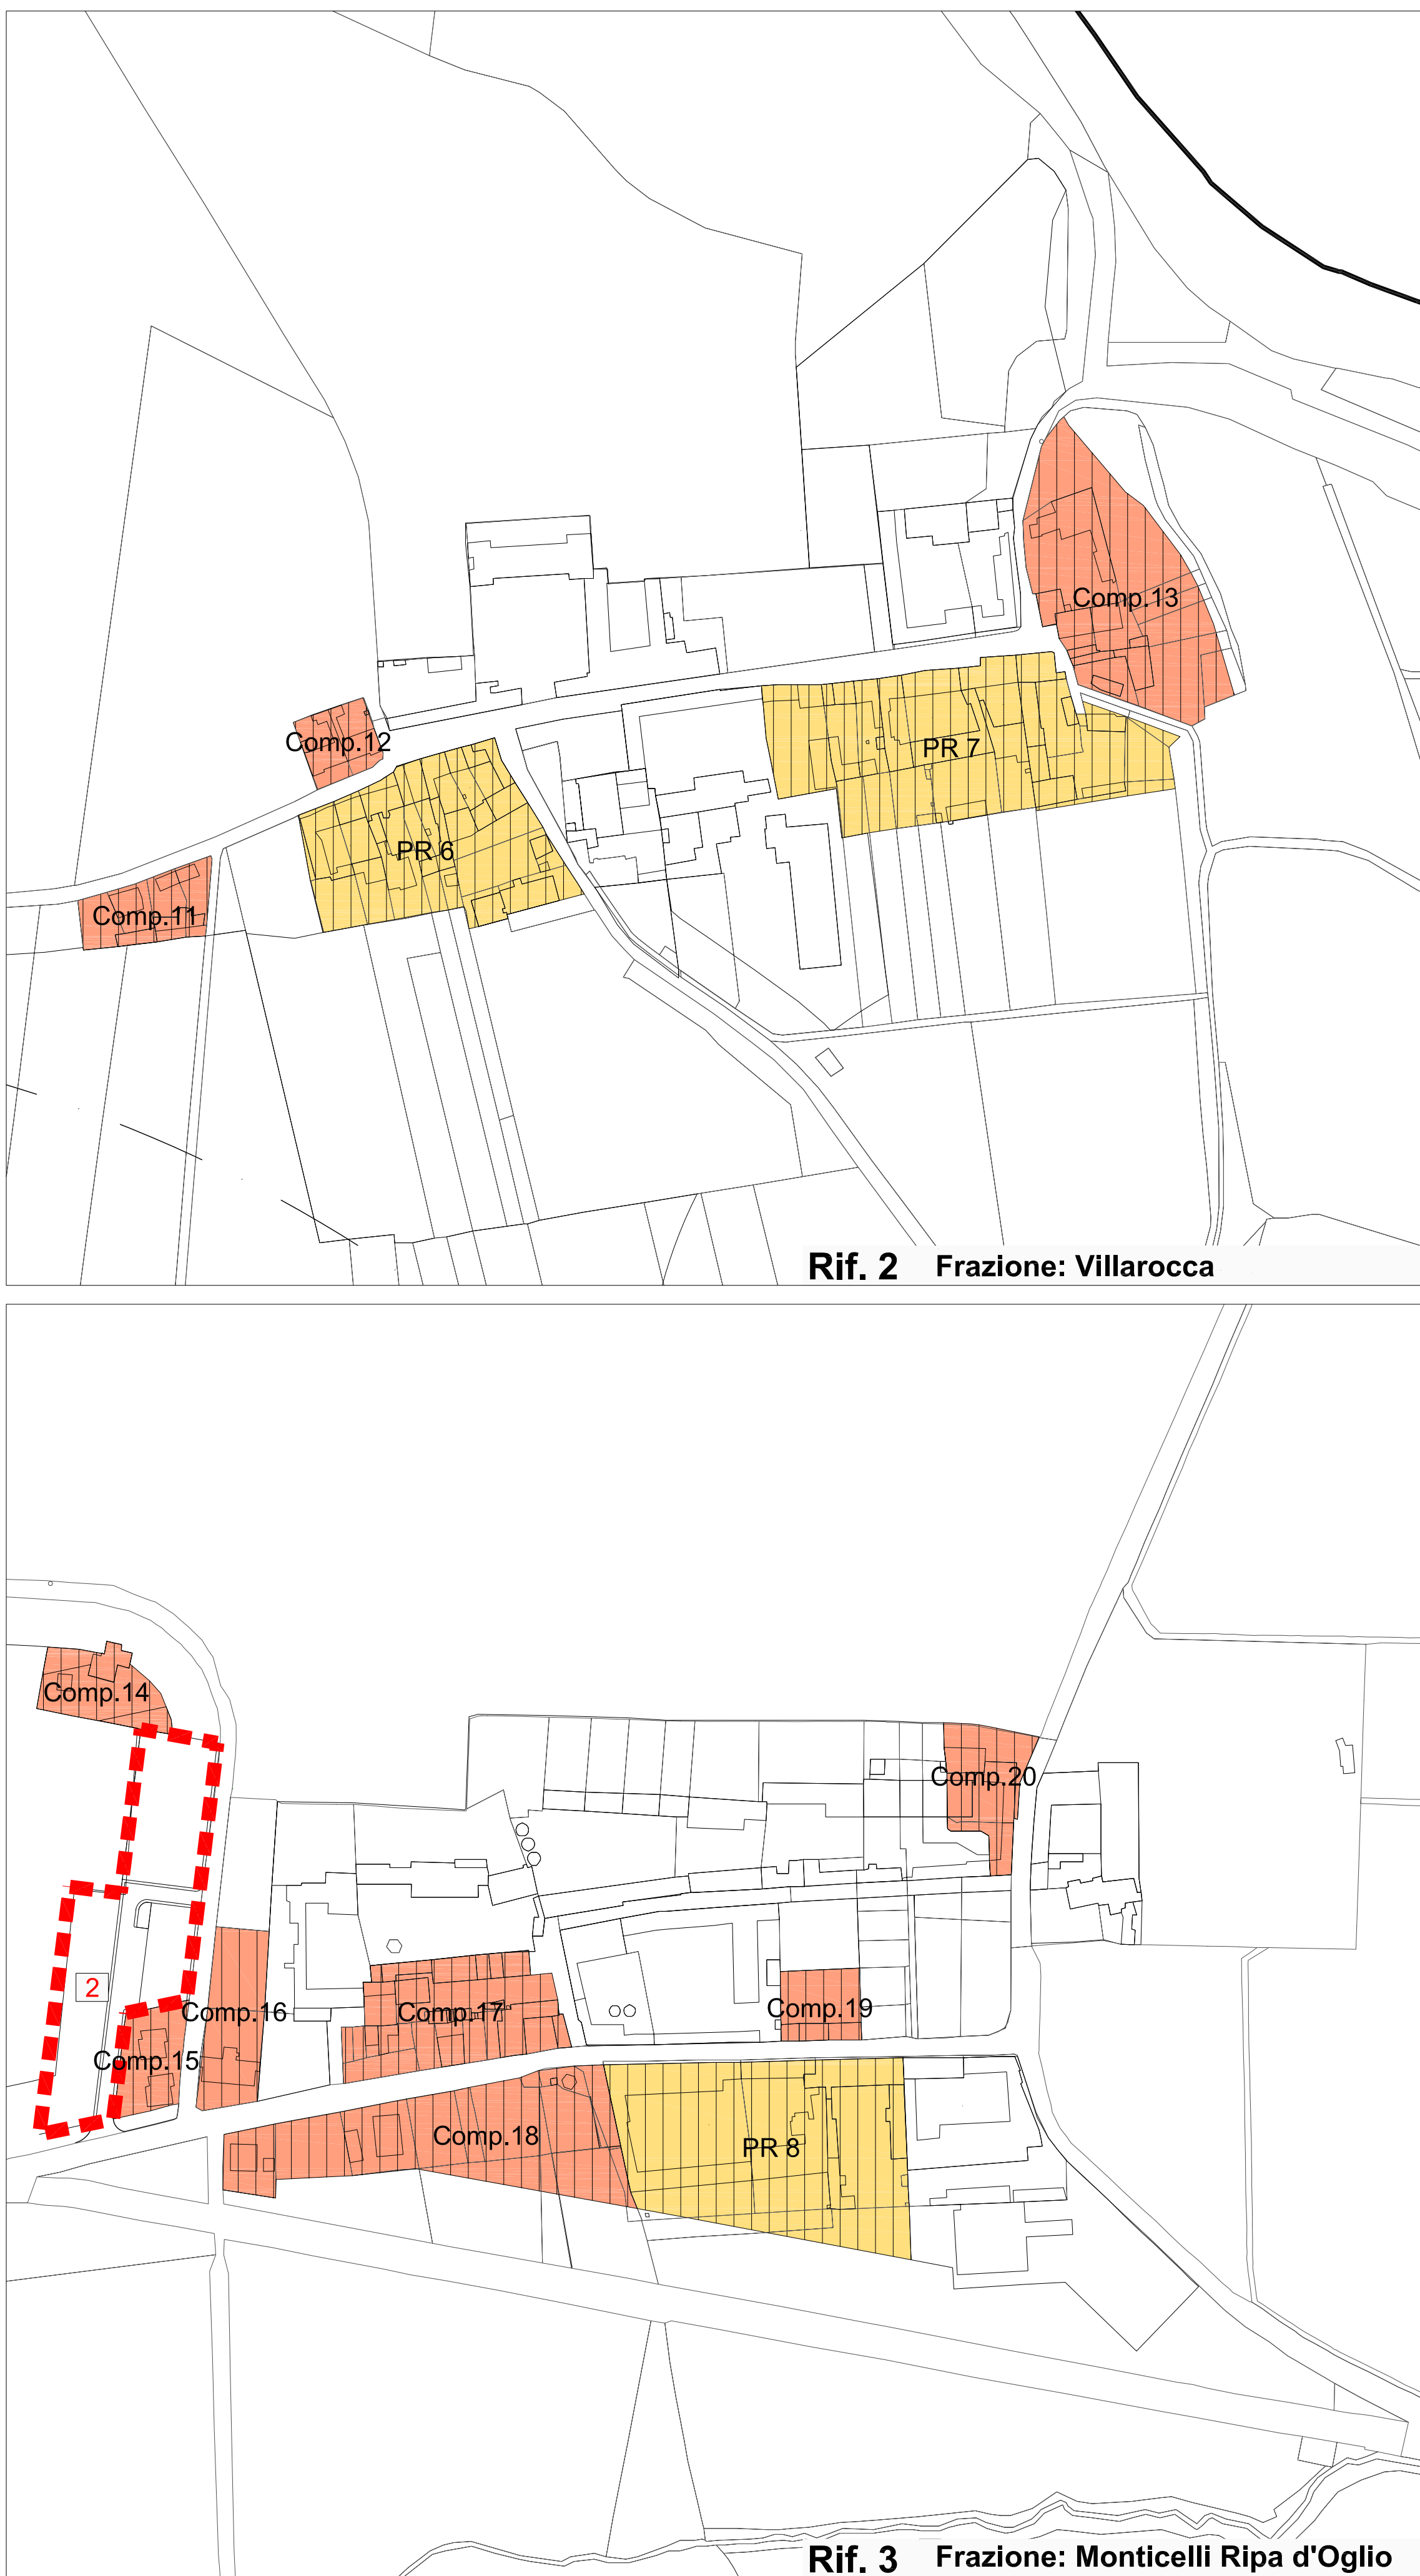 Comp.13
Comp.12
PR 7
PR 6
Comp.11
Rif. 2 Frazione: Villarocca
Comp.14
Comp.20
2
Comp.16
Comp.17
Comp.19
Comp.15
Comp.18
PR 8
Rif. 3 Frazione: Monticelli Ripa d'Oglio